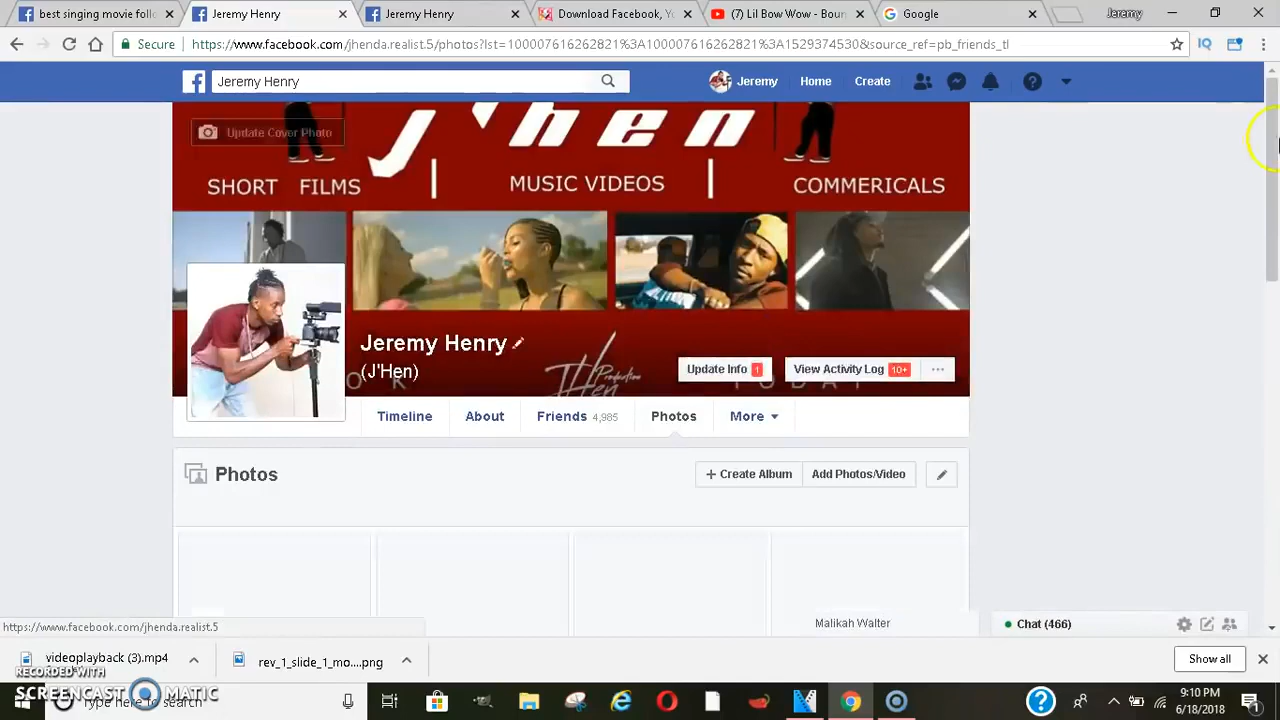 best singing movie follo
Jeremy Henry
Jeremy Henry
Download Facebook, Yo
(7) Lil Bow Wow - Boun
Google
Jeremy
Secure
https://www.facebook.com/jhenda.realist.5/photos?lst=100007616262821%3A100007616262821%3A1529374530&source_ref=pb_friends_tl
Jeremy Henry
Jeremy
Home
Create
Update Cover Photo
J'hen
SHORT FILMS
MUSIC VIDEOS
COMMERICALS
Jeremy Henry
(J'Hen)
Update Info 1
View Activity Log 10+
Production
O K
T O D A Y
Timeline
About
Friends 4,985
Photos
More
Photos
+ Create Album
Add Photos/Video
Malikah Walter
https://www.facebook.com/jhenda.realist.5
Chat (466)
videoplayback (3).mp4
rev_1_slide_1_mo....png
Show all
RECORDED WITH
SCREENCAST MATIC
Type here to search
9:10 PM
6/18/2018
1